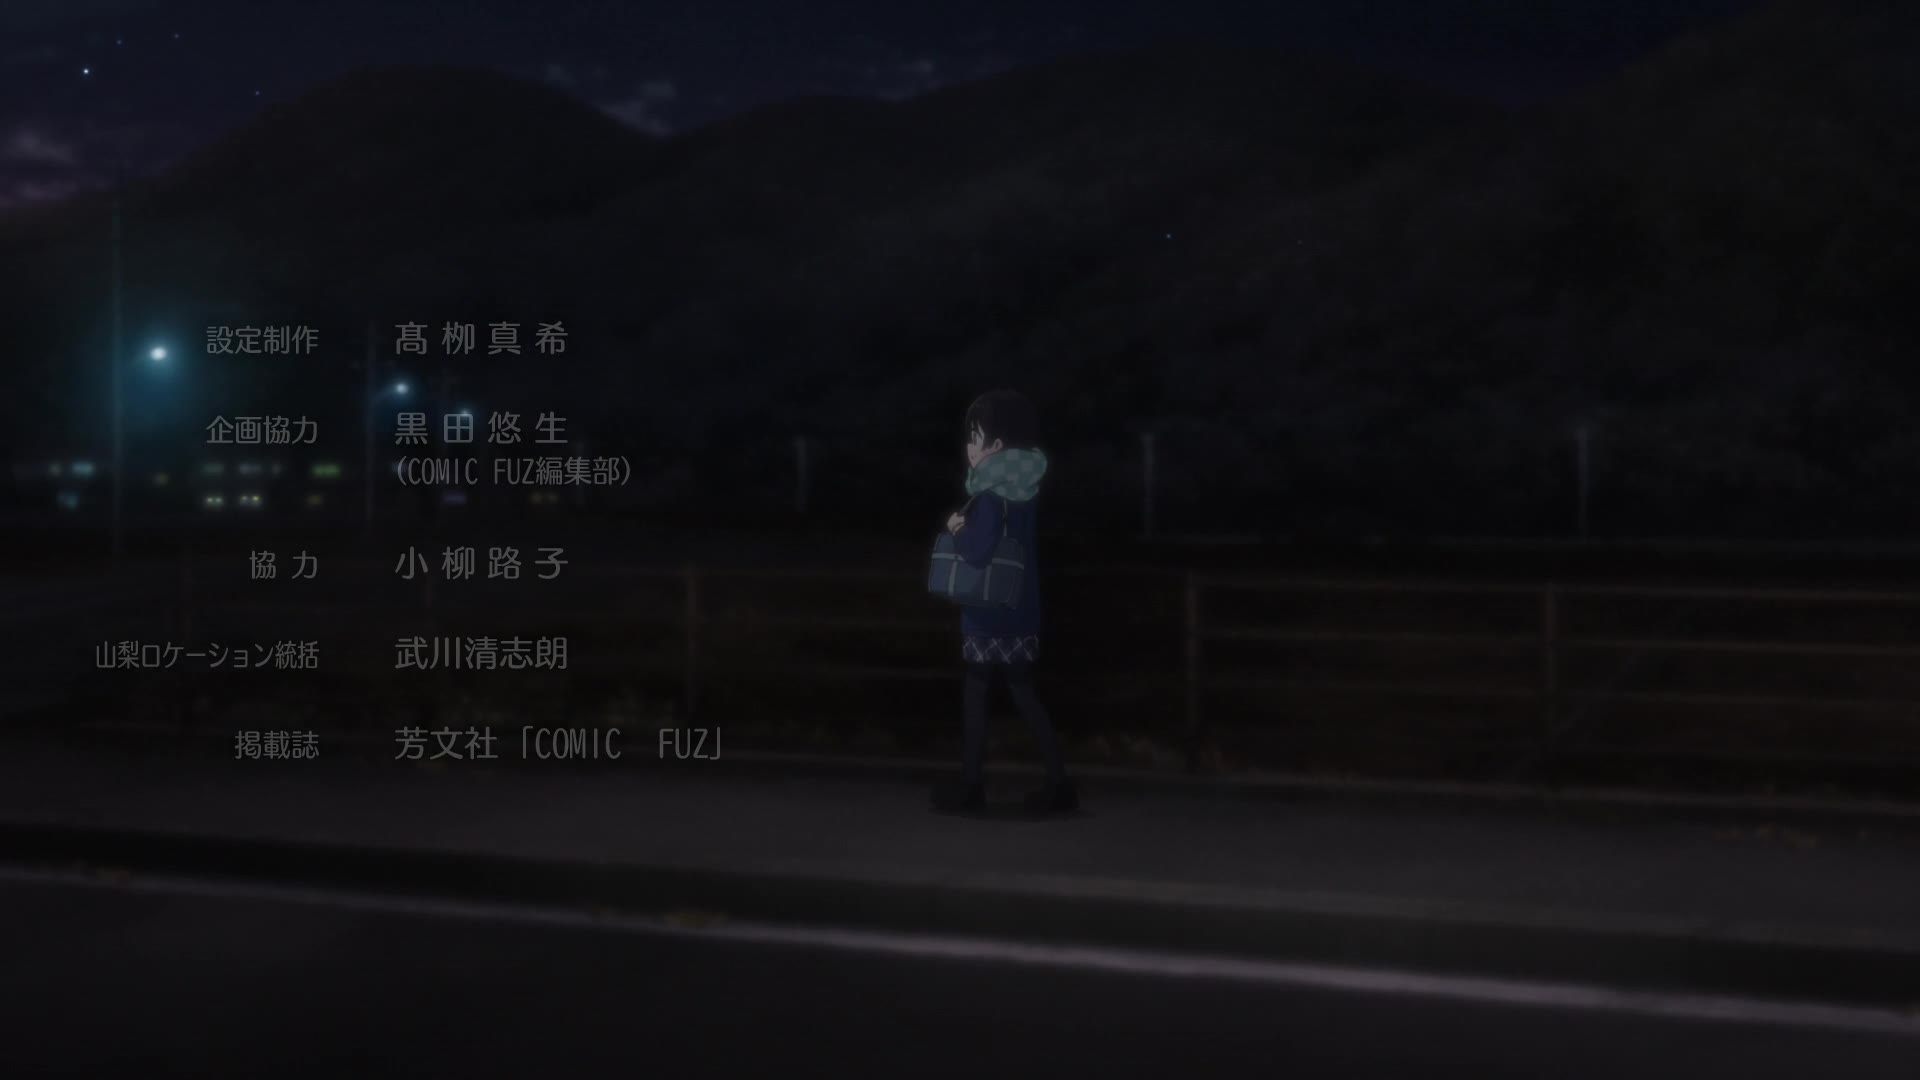 設定制作 髙栁真希
企画協力 黒田悠生
(COMIC FUZ編集部)
協力 小柳路子
山梨ロケーション統括 武川清志朗
掲載誌 芳文社「COMIC FUZ」